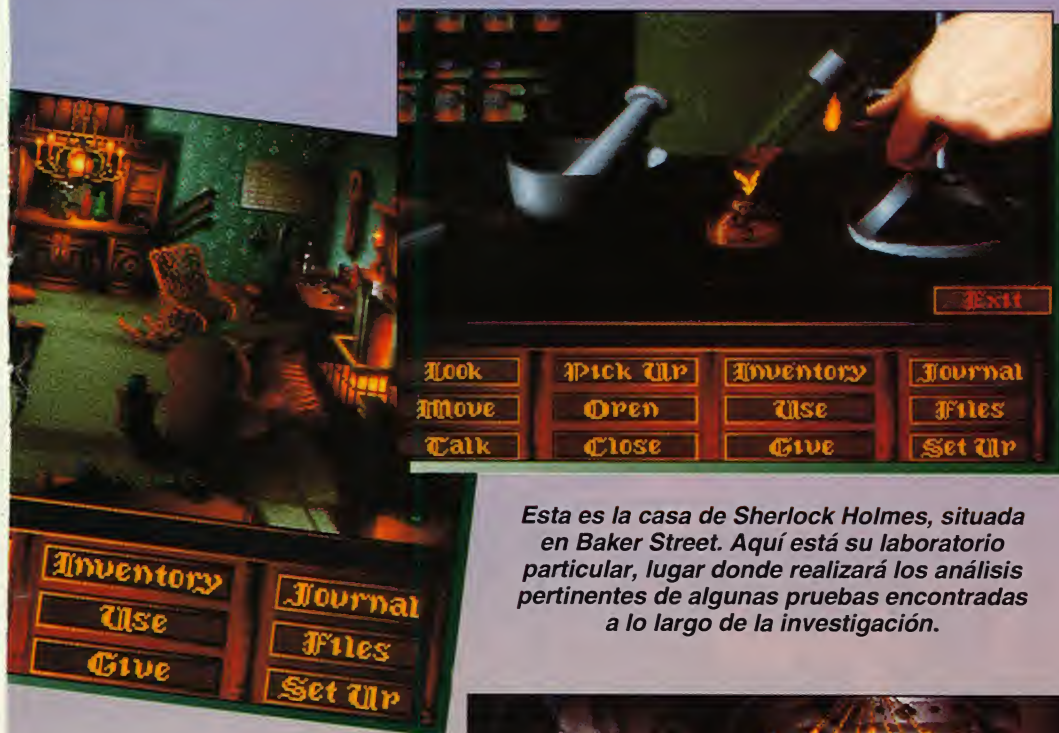 Exit
Look Pick Up Inventory Journal
Move Open Use Files
Talk Close Give Set Up
Inventory Journal
Use Files
Give Set Up
Esta es la casa de Sherlock Holmes, situada
en Baker Street. Aquí está su laboratorio
particular, lugar donde realizará los análisis
pertinentes de algunas pruebas encontradas
a lo largo de la investigación.